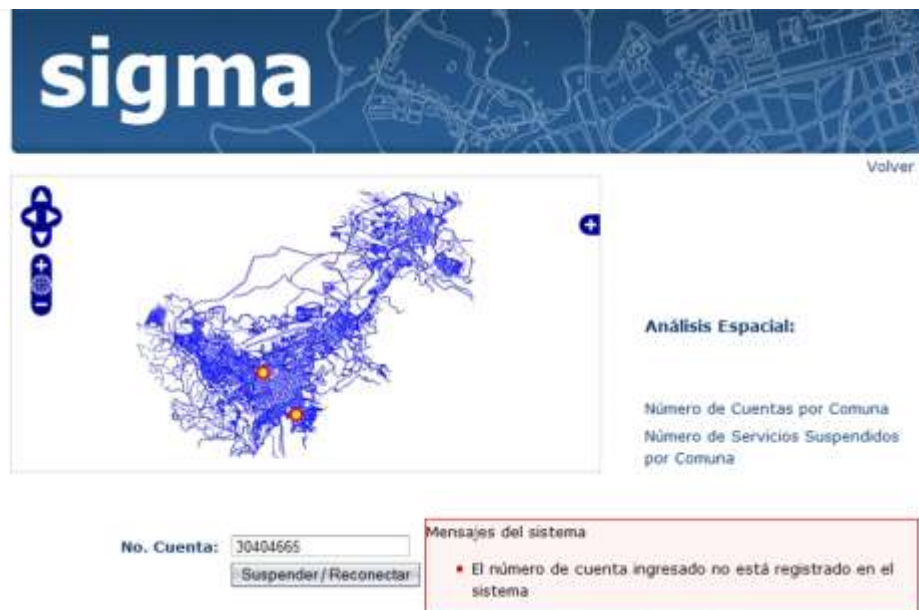 sigma
Volver
Análisis Espacial:
Número de Cuentas por Comuna
Número de Servicios Suspendidos
por Comuna
No. Cuenta: 30404665
Suspender / Reconectar
Mensajes del sistema
El número de cuenta ingresado no está registrado en el
sistema